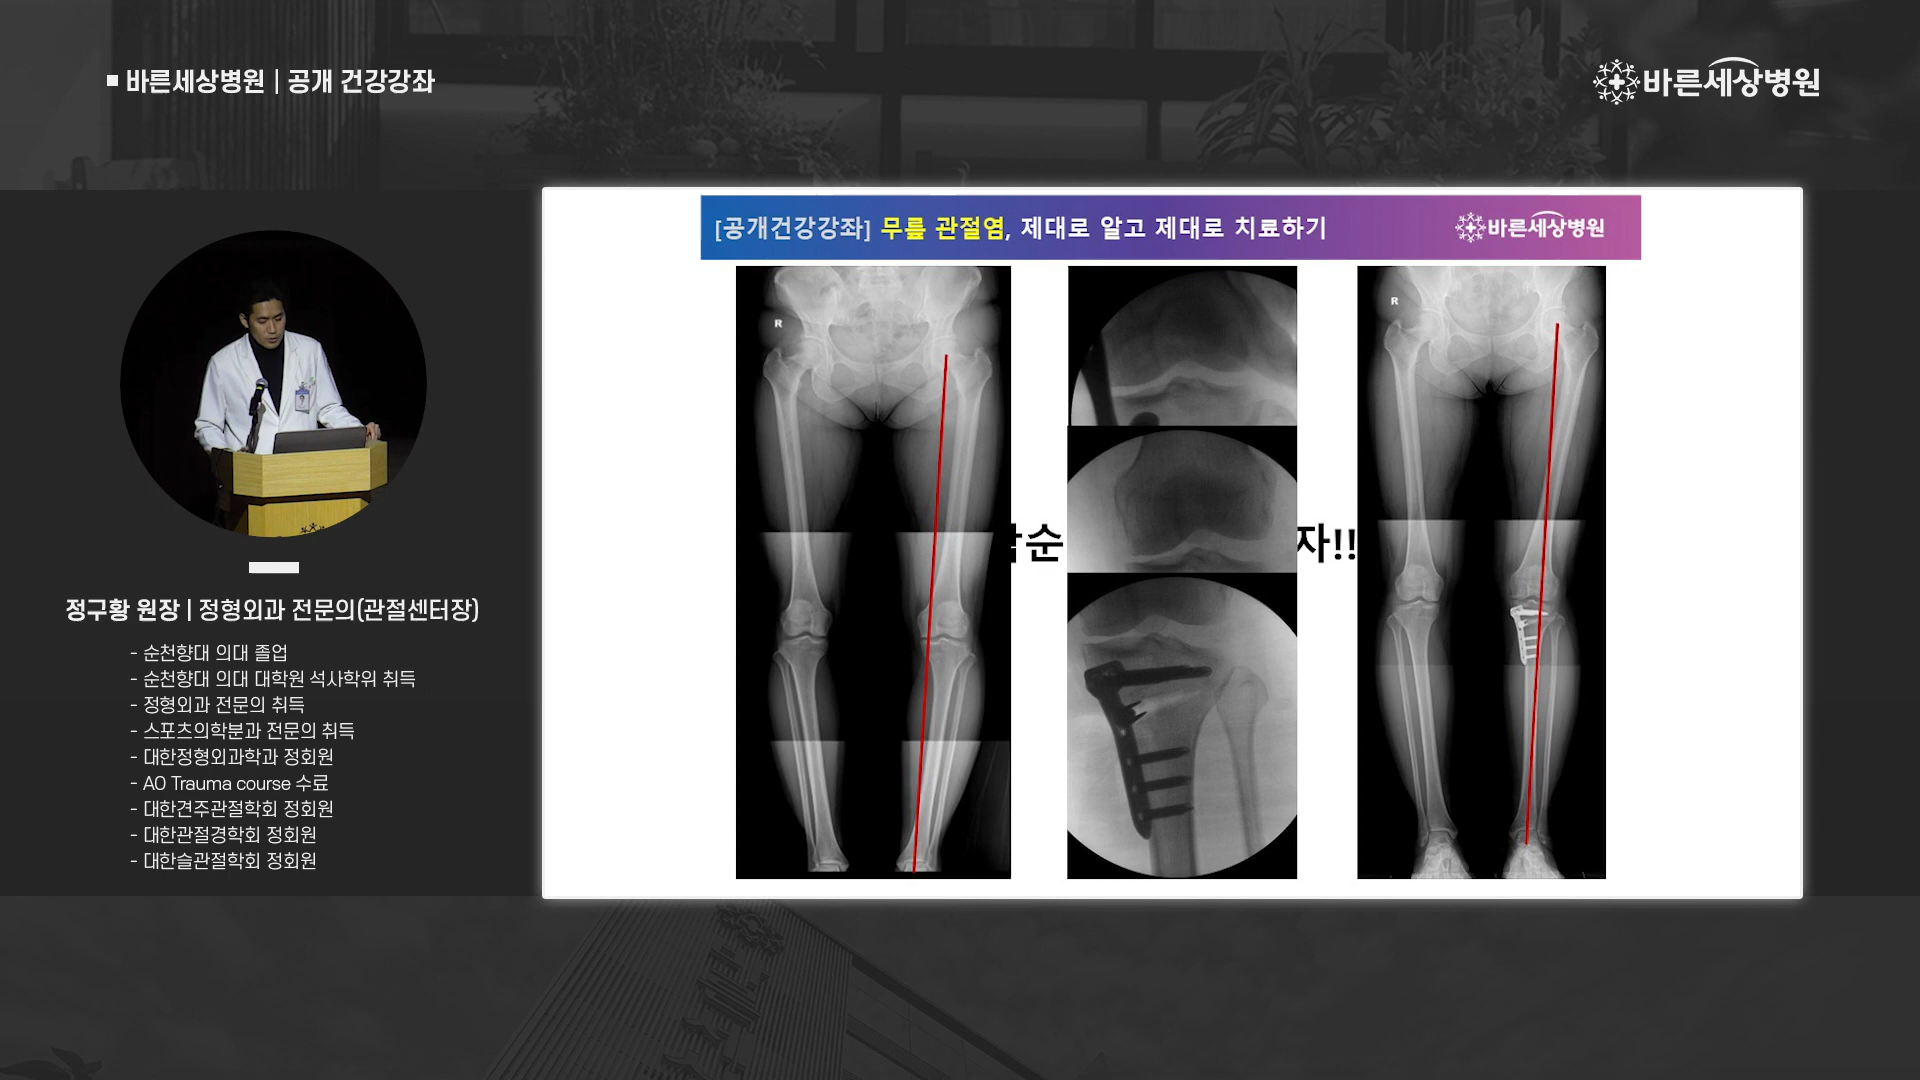 바른세상병원 | 공개 건강강좌
바른세상병원
[공개건강강좌] 무릎 관절염, 제대로 알고 제대로 치료하기
바른세상병원
R
R
순
자!!
정구황 원장 | 정형외과 전문의(관절센터장)
- 순천향대 의대 졸업
- 순천향대 의대 대학원 석사학위 취득
- 정형외과 전문의 취득
- 스포츠의학분과 전문의 취득
- 대한정형외과학과 정회원
- AO Trauma course 수료
- 대한견주관절학회 정회원
- 대한관절경학회 정회원
- 대한슬관절학회 정회원